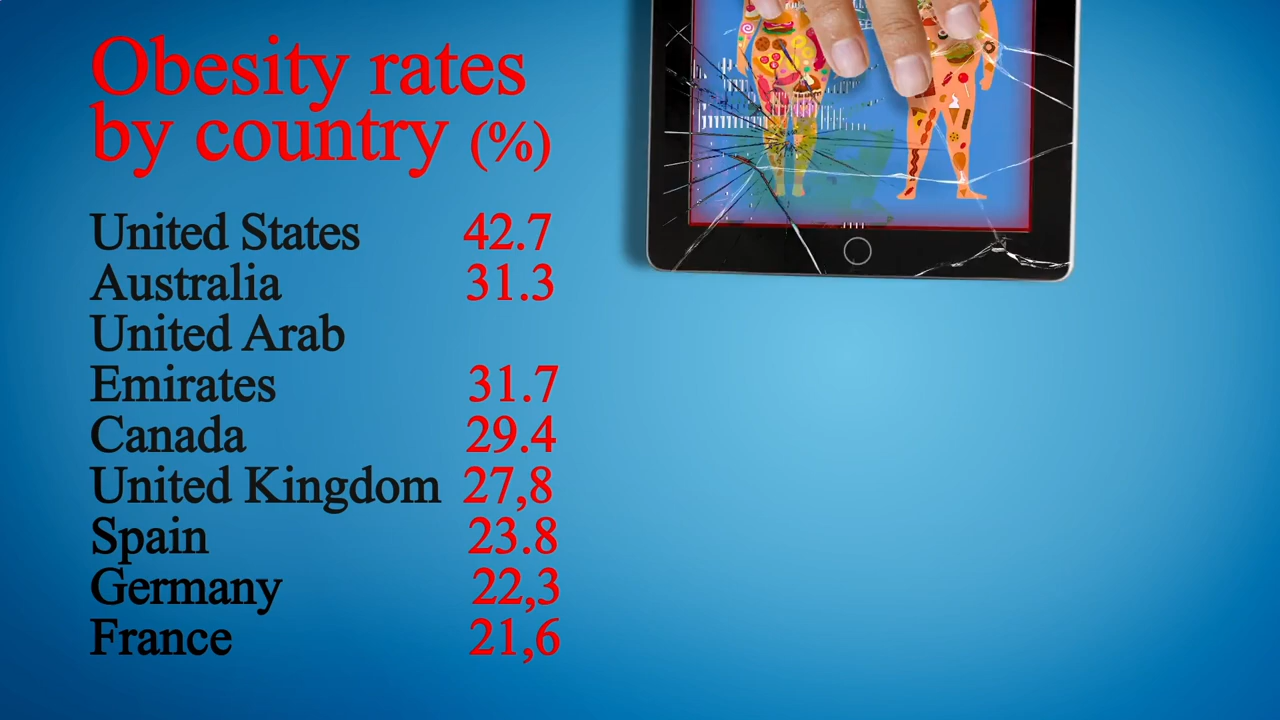 Obesity rates
by country (%)
United States 42.7
Australia 31.3
United Arab
Emirates 31.7
Canada 29.4
United Kingdom 27,8
Spain 23.8
Germany 22,3
France 21,6